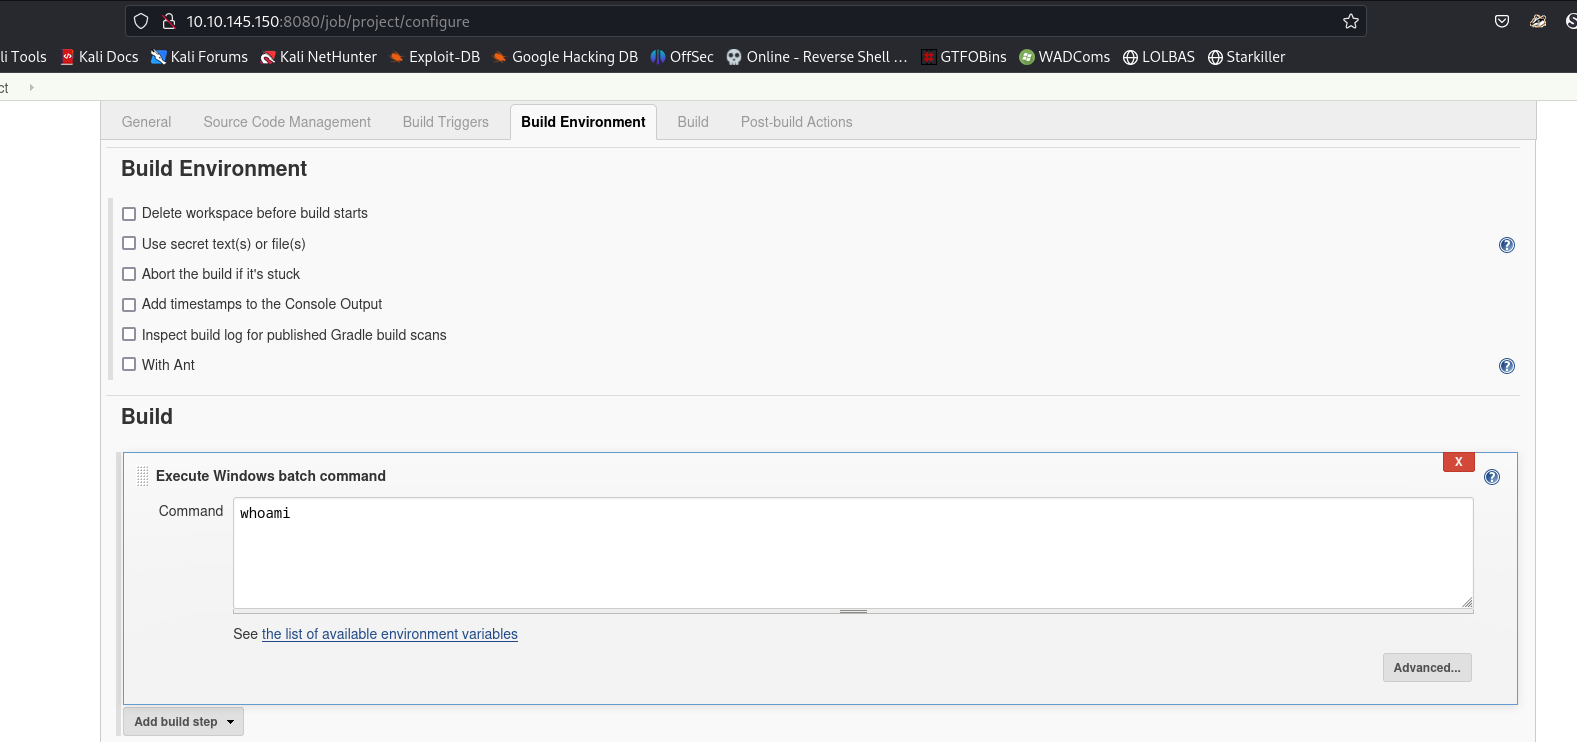 10.10.145.150:8080/job/project/configure
li Tools Kali Docs Kali Forums Kali NetHunter Exploit-DB Google Hacking DB OffSec Online - Reverse Shell … GTFOBins WADComs LOLBAS Starkiller
ct
General Source Code Management Build Triggers Build Environment Build Post-build Actions
Build Environment
Delete workspace before build starts
Use secret text(s) or file(s)
Abort the build if it's stuck
Add timestamps to the Console Output
Inspect build log for published Gradle build scans
With Ant
Build
X
Execute Windows batch command
Command whoami
See the list of available environment variables
Advanced...
Add build step